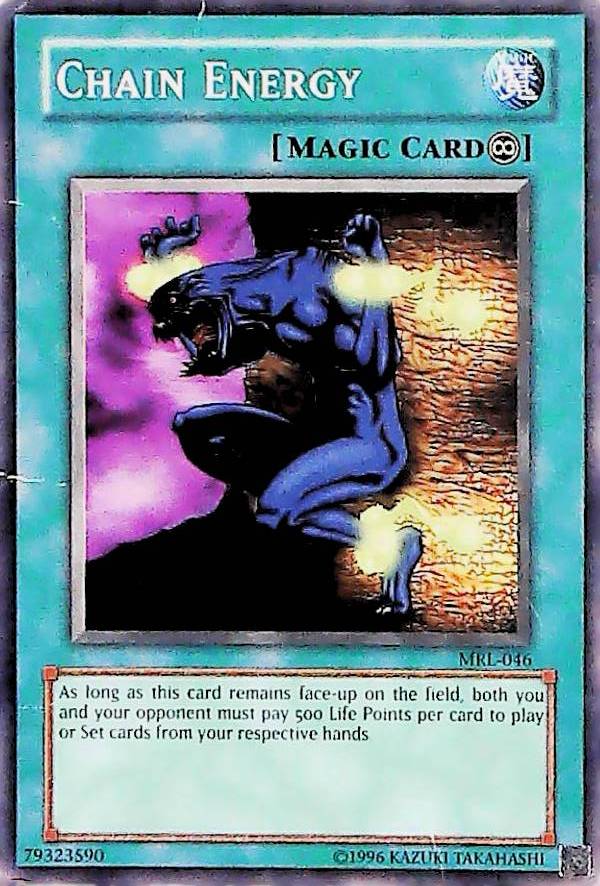 CHAIN ENERGY
MAGIC
魔
[MAGIC CARD♾]
MRL-046
As long as this card remains face-up on the field, both you
and your opponent must pay 500 Life Points per card to play
or Set cards from your respective hands
79323590
©1996 KAZUKI TAKAHASHI